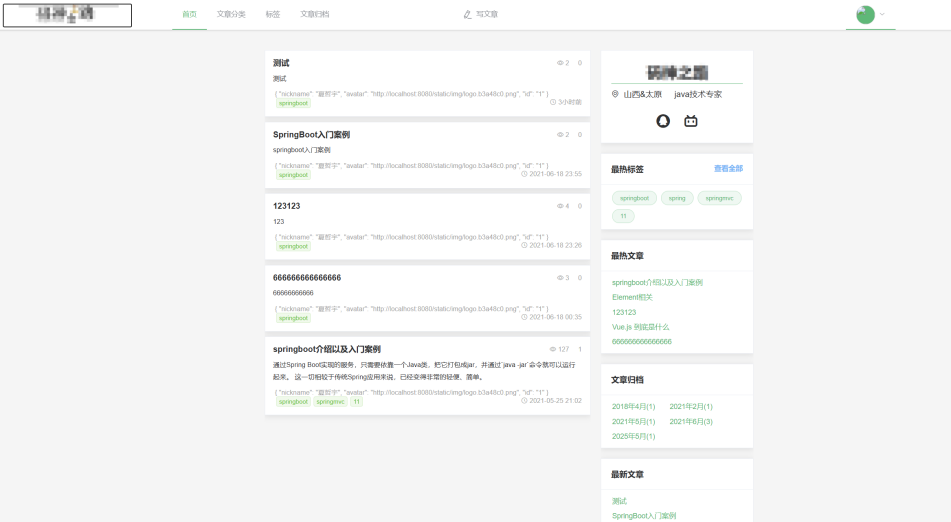 首页 文章分类 标签 文章归档 写文章
测试 2 0
测试
{ "nickname": "夏哲宇", "avatar": "http://localhost:8080/static/img/logo.b3a48c0.png", "id": "1" }
springboot 3小时前
SpringBoot入门案例 2 0
springboot入门案例
{ "nickname": "夏哲宇", "avatar": "http://localhost:8080/static/img/logo.b3a48c0.png", "id": "1" }
springboot 2021-06-18 23:55
123123 4 0
123
{ "nickname": "夏哲宇", "avatar": "http://localhost:8080/static/img/logo.b3a48c0.png", "id": "1" }
springboot 2021-06-18 23:26
666666666666666 3 0
66666666666
{ "nickname": "夏哲宇", "avatar": "http://localhost:8080/static/img/logo.b3a48c0.png", "id": "1" }
springboot 2021-06-18 00:35
springboot介绍以及入门案例 127 1
通过Spring Boot实现的服务，只需要依靠一个Java类，把它打包成jar，并通过`java -jar`命令就可以运行
起来。 这一切相较于传统Spring应用来说，已经变得非常的轻便、简单。
{ "nickname": "夏哲宇", "avatar": "http://localhost:8080/static/img/logo.b3a48c0.png", "id": "1" }
springboot springmvc 11 2021-05-25 21:02
山西&太原 java技术专家
最热标签 查看全部
springboot spring springmvc
11
最热文章
springboot介绍以及入门案例
Element相关
123123
Vue.js 到底是什么
666666666666666
文章归档
2018年4月(1) 2021年2月(1)
2021年5月(1) 2021年6月(3)
2025年5月(1)
最新文章
测试
SpringBoot入门案例